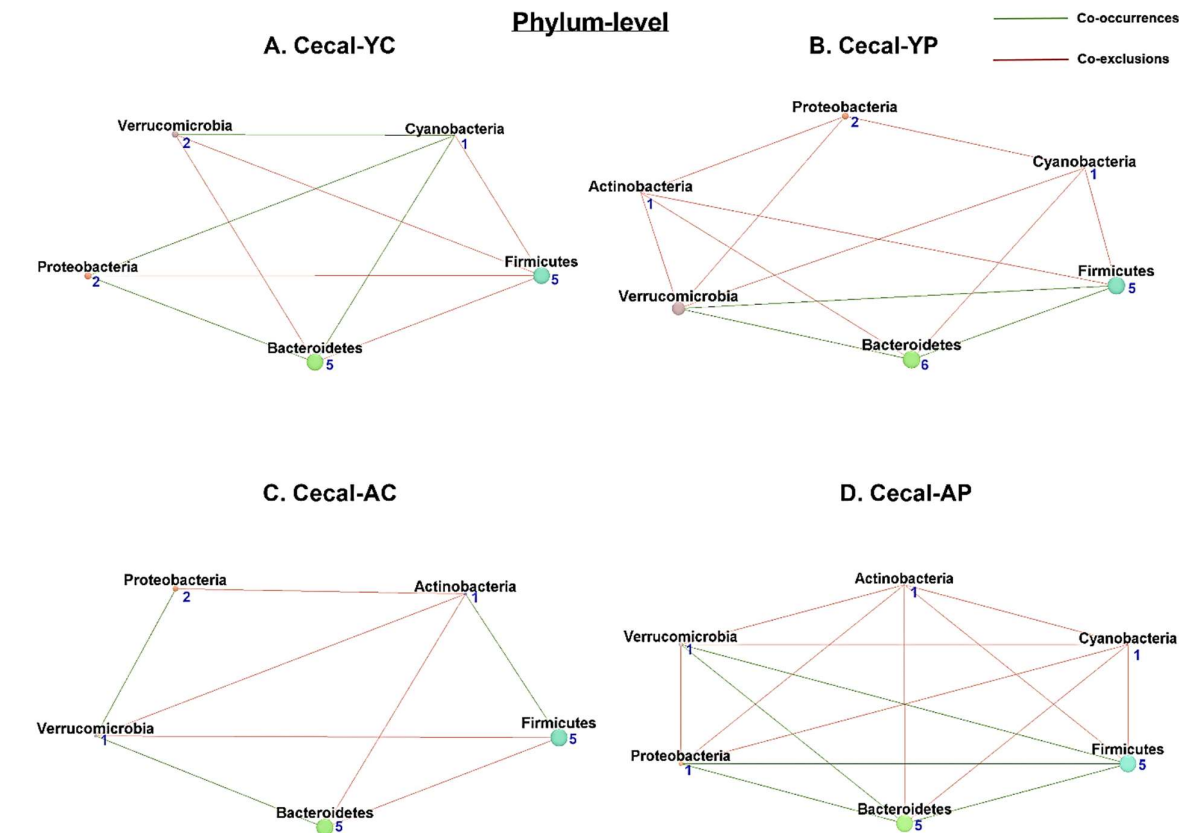 Phylum-level
Co-occurrences
Co-exclusions
A. Cecal-YC
Verrucomicrobia
2
Cyanobacteria
1
Proteobacteria
2
Firmicutes
5
Bacteroidetes
5
B. Cecal-YP
Proteobacteria
2
Cyanobacteria
1
Actinobacteria
1
Firmicutes
5
Verrucomicrobia
Bacteroidetes
6
C. Cecal-AC
Proteobacteria
2
Actinobacteria
1
Verrucomicrobia
1
Firmicutes
5
Bacteroidetes
5
D. Cecal-AP
Actinobacteria
1
Verrucomicrobia
1
Cyanobacteria
1
Proteobacteria
1
Firmicutes
5
Bacteroidetes
5